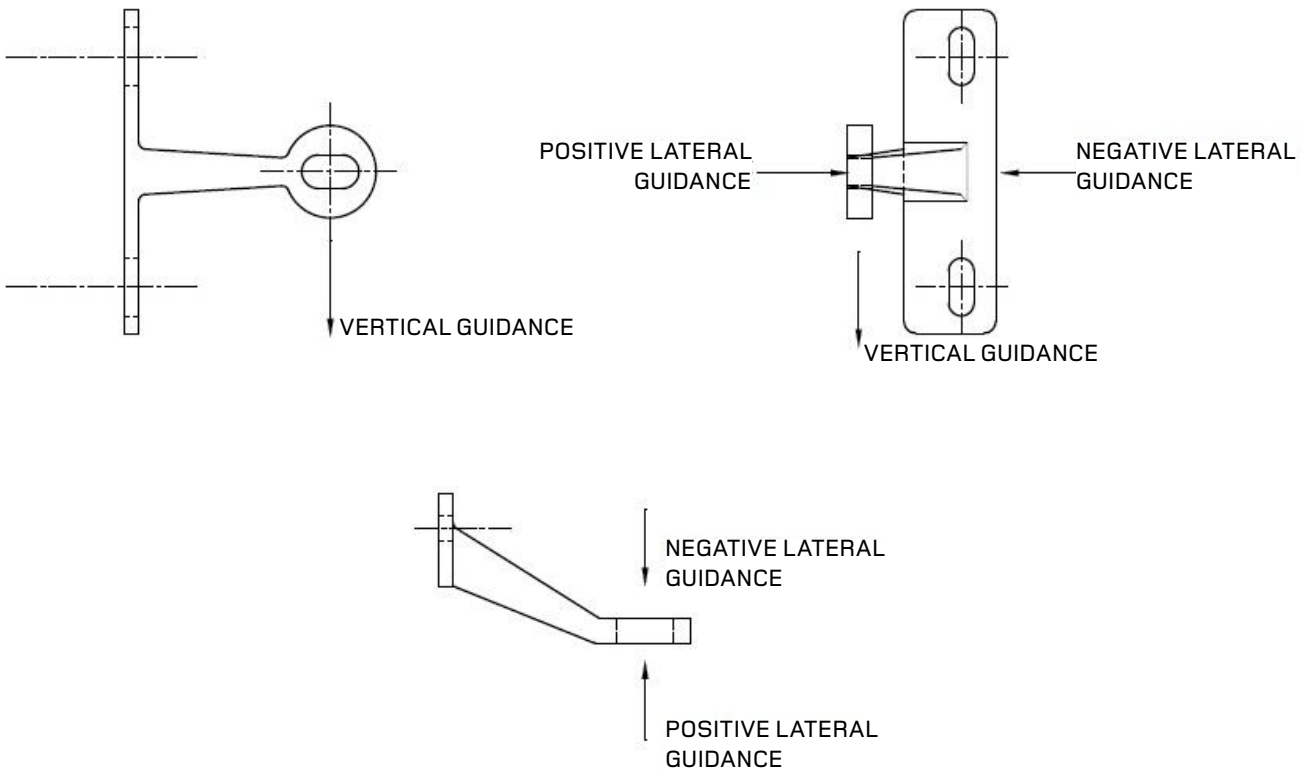 POSITIVE LATERAL
GUIDANCE
NEGATIVE LATERAL
GUIDANCE
VERTICAL GUIDANCE
VERTICAL GUIDANCE
NEGATIVE LATERAL
GUIDANCE
POSITIVE LATERAL
GUIDANCE